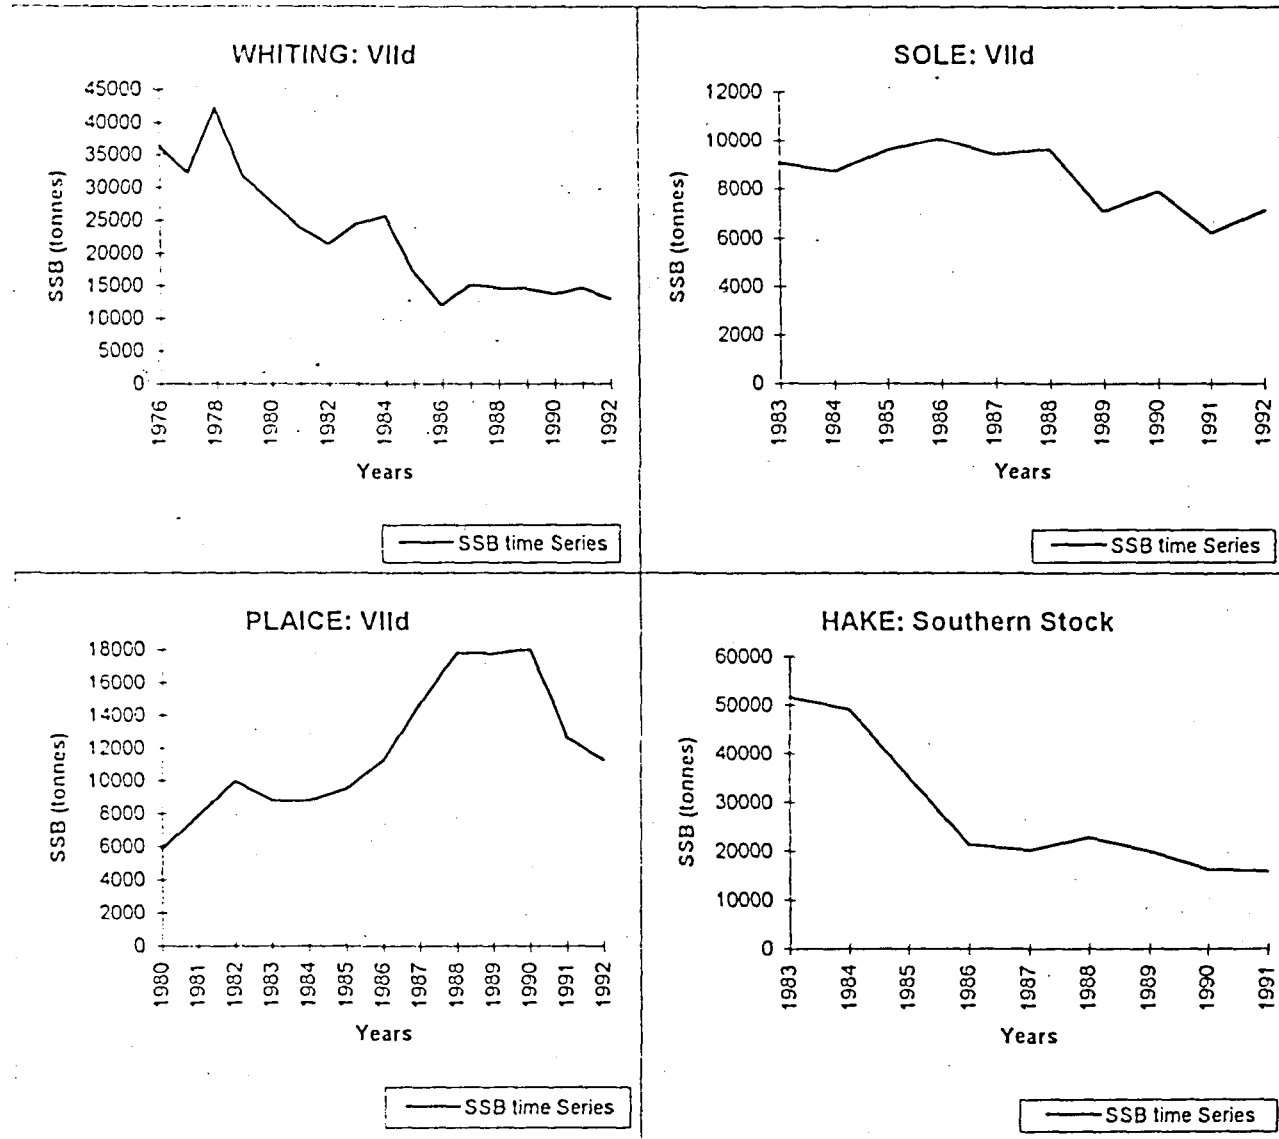 WHITING: VIId
45000
40000
35000
30000
25000
20000
15000
10000
5000
0
SSB (tonnes)
1976 1978 1980 1982 1984 1986 1988 1990 1992
Years
SSB time Series
SOLE: VIId
12000
10000
8000
6000
4000
2000
0
SSB (tonnes)
1983 1984 1985 1986 1987 1988 1989 1990 1991 1992
Years
SSB time Series
PLAICE: VIId
18000
16000
14000
12000
10000
8000
6000
4000
2000
0
SSB (tonnes)
1980 1981 1982 1983 1984 1985 1986 1987 1988 1989 1990 1991 1992
Years
SSB time Series
HAKE: Southern Stock
60000
50000
40000
30000
20000
10000
0
SSB (tonnes)
1983 1984 1985 1986 1987 1988 1989 1990 1991
Years
SSB time Series